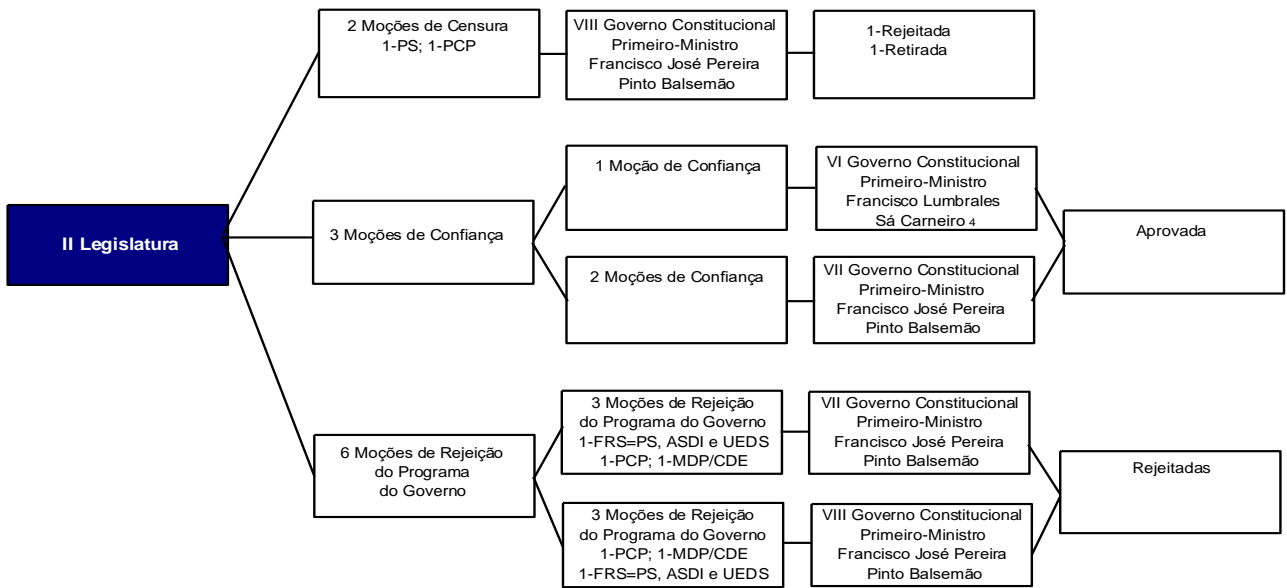 2 Moções de Censura
1-PS; 1-PCP
VIII Governo Constitucional
Primeiro-Ministro
Francisco José Pereira
Pinto Balsemão
1-Rejeitada
1-Retirada
II Legislatura
3 Moções de Confiança
1 Moção de Confiança
VI Governo Constitucional
Primeiro-Ministro
Francisco Lumbrales
Sá Carneiro 4
2 Moções de Confiança
VII Governo Constitucional
Primeiro-Ministro
Francisco José Pereira
Pinto Balsemão
Aprovada
6 Moções de Rejeição
do Programa
do Governo
3 Moções de Rejeição
do Programa do Governo
1-FRS=PS, ASDI e UEDS
1-PCP; 1-MDP/CDE
VII Governo Constitucional
Primeiro-Ministro
Francisco José Pereira
Pinto Balsemão
3 Moções de Rejeição
do Programa do Governo
1-PCP; 1-MDP/CDE
1-FRS=PS, ASDI e UEDS
VIII Governo Constitucional
Primeiro-Ministro
Francisco José Pereira
Pinto Balsemão
Rejeitadas